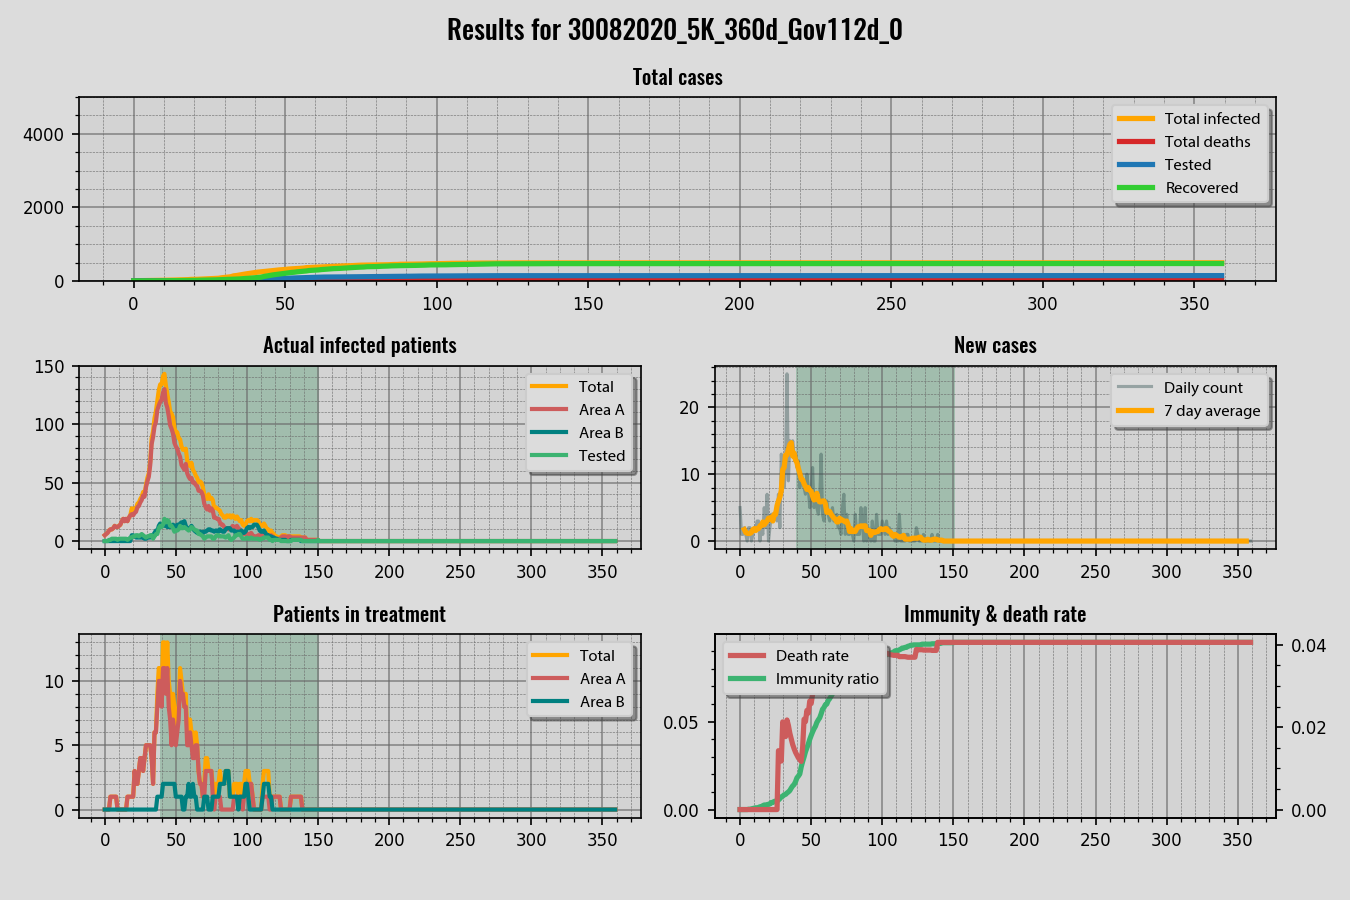 Results for 30082020_5K_360d_Gov112d_0
Total cases
4000
2000
0
Total infected
Total deaths
Tested
Recovered
0 50 100 150 200 250 300 350
Actual infected patients
150
100
50
0
Total
Area A
Area B
Tested
0 50 100 150 200 250 300 350
New cases
20
10
0
Daily count
7 day average
0 50 100 150 200 250 300 350
Patients in treatment
10
5
0
Total
Area A
Area B
0 50 100 150 200 250 300 350
Immunity & death rate
0.05
0.00
Death rate
Immunity ratio
0.04
0.02
0.00
0 50 100 150 200 250 300 350